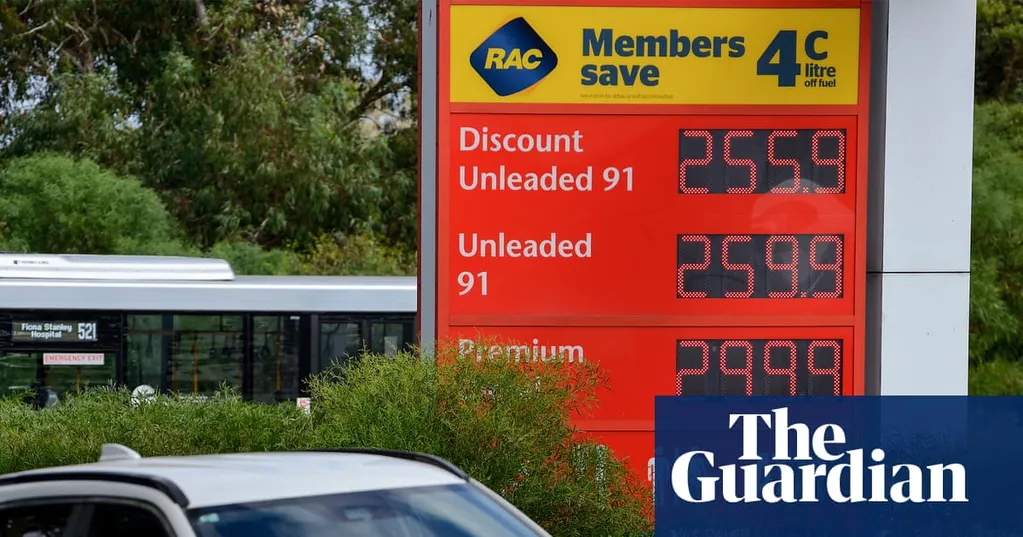 RAC
Members
save
4c
litre
off fuel
Discount
Unleaded 91
255.9
Unleaded
91
259.9
Premium
299.9
Fiona Stanley
Hospital
521
EMERGENCY EXIT
The
Guardian